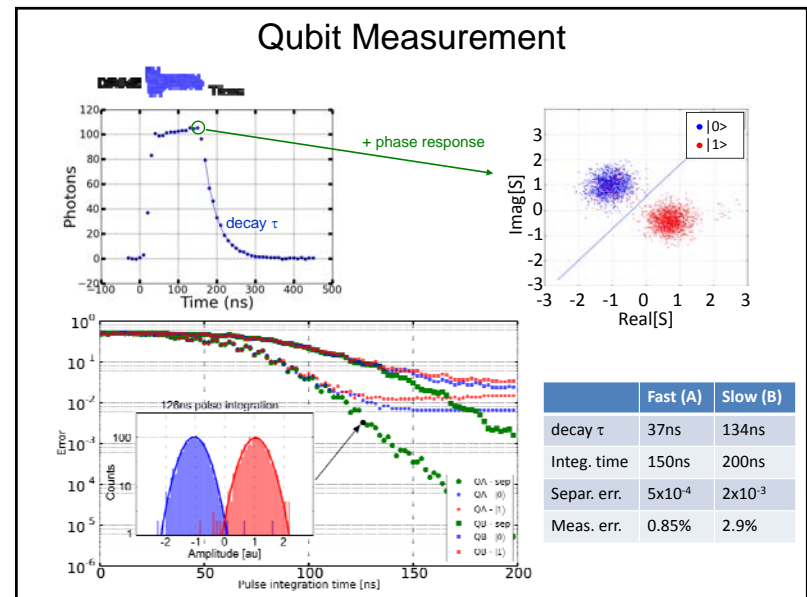 Qubit Measurement
DRIVE
Time
120
100
80
60
40
20
0
-20
Photons
-100 0 100 200 300 400 500
Time (ns)
decay τ
+ phase response
|0>
|1>
3
2
1
0
-1
-2
-3
Imag[S]
-3 -2 -1 0 1 2 3
Real[S]
10^0
10^-1
10^-2
10^-3
10^-4
10^-5
10^-6
Error
0 50 100 150 200
Pulse integration time [ns]
126ns pulse integration
100
10
1
Counts
-2 -1 0 1 2
Amplitude [au]
QA - sep
QA - |0⟩
QA - |1⟩
QB - sep
QB - |0⟩
QB - |1⟩
Fast (A) Slow (B)
decay τ 37ns 134ns
Integ. time 150ns 200ns
Separ. err. 5x10^-4 2x10^-3
Meas. err. 0.85% 2.9%